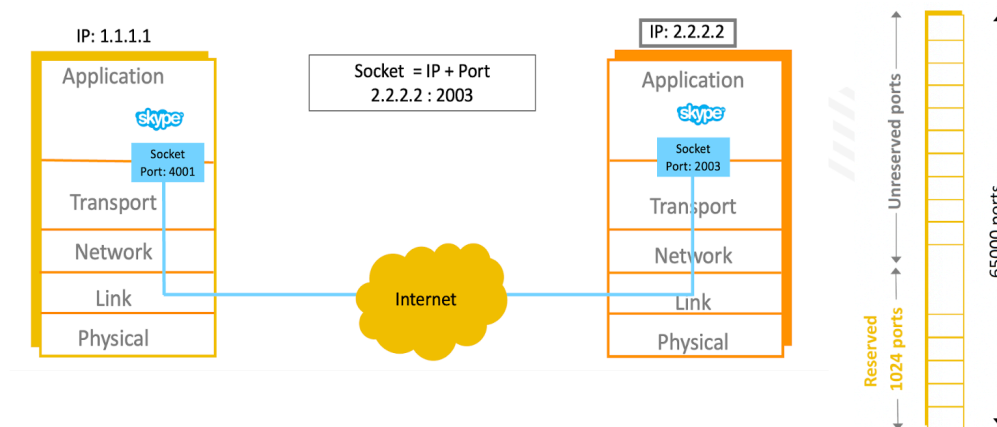 IP: 1.1.1.1
Application
skype
Socket
Port: 4001
Transport
Network
Link
Physical
Socket = IP + Port
2.2.2.2 : 2003
Internet
IP: 2.2.2.2
Application
skype
Socket
Port: 2003
Transport
Network
Link
Physical
Unreserved ports
Reserved
1024 ports
65000 ports